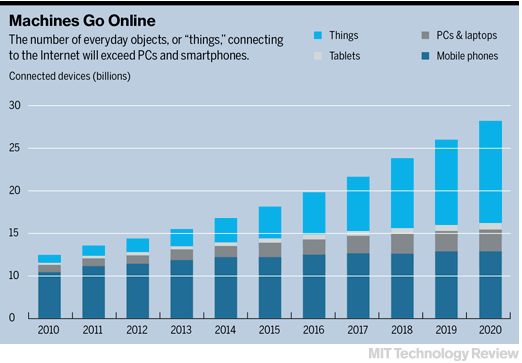 Machines Go Online
The number of everyday objects, or “things,” connecting
to the Internet will exceed PCs and smartphones.
Connected devices (billions)
Things
PCs & laptops
Tablets
Mobile phones
30
25
20
15
10
0
2010 2011 2012 2013 2014 2015 2016 2017 2018 2019 2020
MIT Technology Review